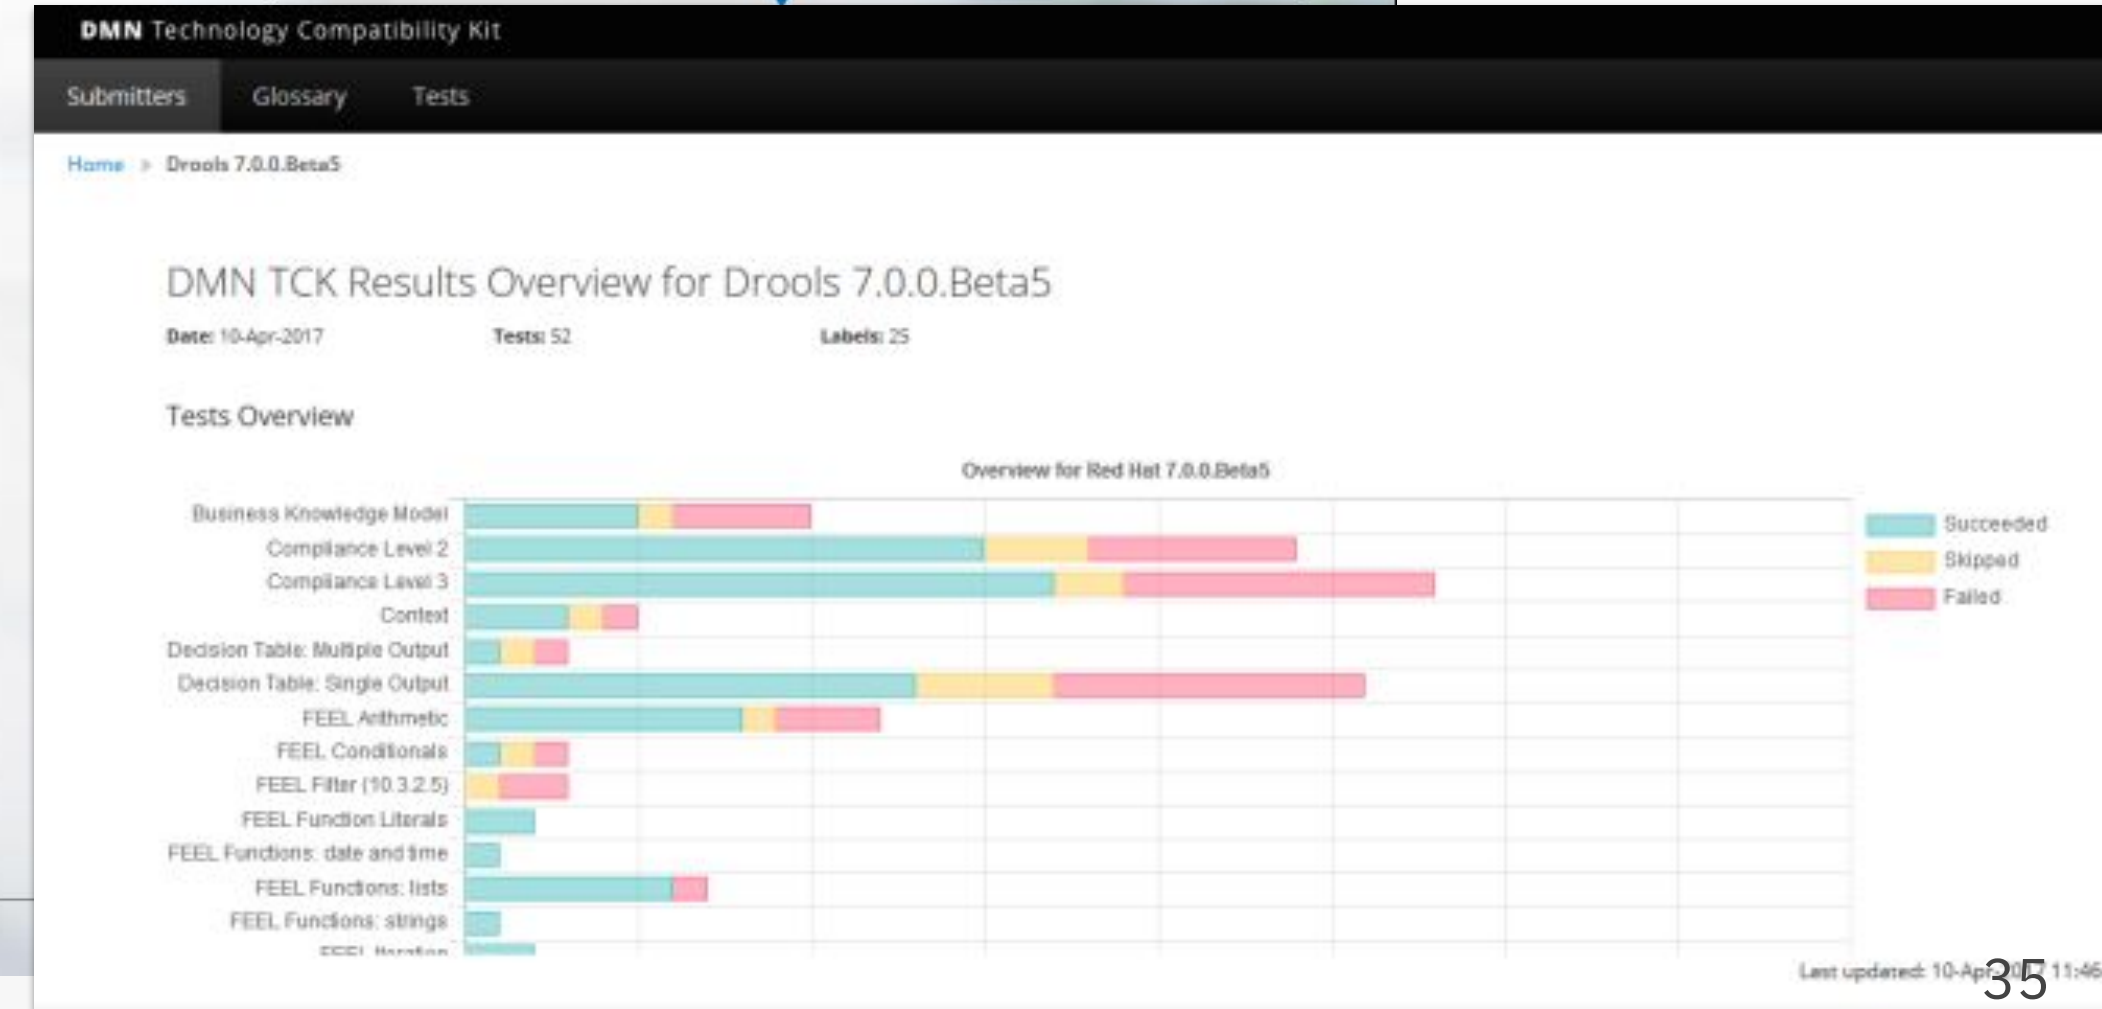 DMN Technology Compatibility Kit
Submitters Glossary Tests
Home » Drools 7.0.0.Beta5
DMN TCK Results Overview for Drools 7.0.0.Beta5
Date: 10-Apr-2017 Tests: 52 Labels: 25
Tests Overview
Overview for Red Hat 7.0.0.Beta5
Business Knowledge Model
Compliance Level 2
Compliance Level 3
Context
Decision Table: Multiple Output
Decision Table: Single Output
FEEL Arithmetic
FEEL Conditionals
FEEL Filter (10.3.2.5)
FEEL Function Literals
FEEL Functions: date and time
FEEL Functions: lists
FEEL Functions: strings
FEEL Iteration
Succeeded
Skipped
Failed
Last updated: 10-Apr-2017 11:46
35